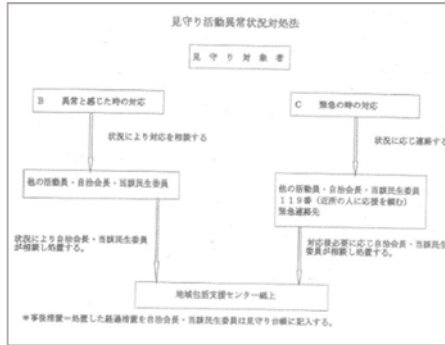 見守り活動異常状況対処法
見守り対象者
B 異常と感じた時の対応
C 緊急の時の対応
状況により対応を相談する
状況に応じ連絡する
他の活動員・自治会長・当該民生委員
他の活動員・自治会長・当該民生委員
119番（近所の人に応援を頼む）
緊急連絡先
状況により自治会長・当該民生委員
が相談し処置する。
対応後必要に応じ自治会長・当該民生
委員が相談し処置する。
地域包括支援センター郷上
*事後措置＝処置した経過措置を自治会長・当該民生委員は見守り台帳に記入する。